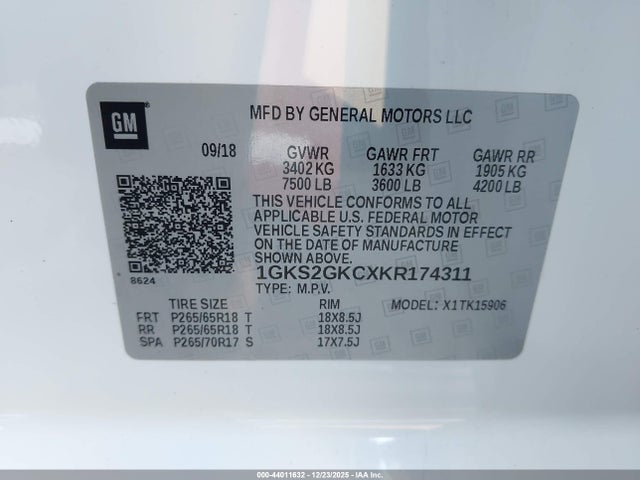 GM
MFD BY GENERAL MOTORS LLC
09/18 GVWR GAWR FRT GAWR RR
3402 KG 1633 KG 1905 KG
7500 LB 3600 LB 4200 LB
THIS VEHICLE CONFORMS TO ALL
APPLICABLE U.S. FEDERAL MOTOR
VEHICLE SAFETY STANDARDS IN EFFECT
ON THE DATE OF MANUFACTURE
SHOWN ABOVE.
8624 1GKS2GKCXKR174311
TYPE: M.P.V.
TIRE SIZE RIM MODEL: X1TK15906
FRT P265/65R18 T 18X8.5J
RR P265/65R18 T 18X8.5J
SPA P265/70R17 S 17X7.5J
000-44011632 - 12/23/2025 - IAAI.COM